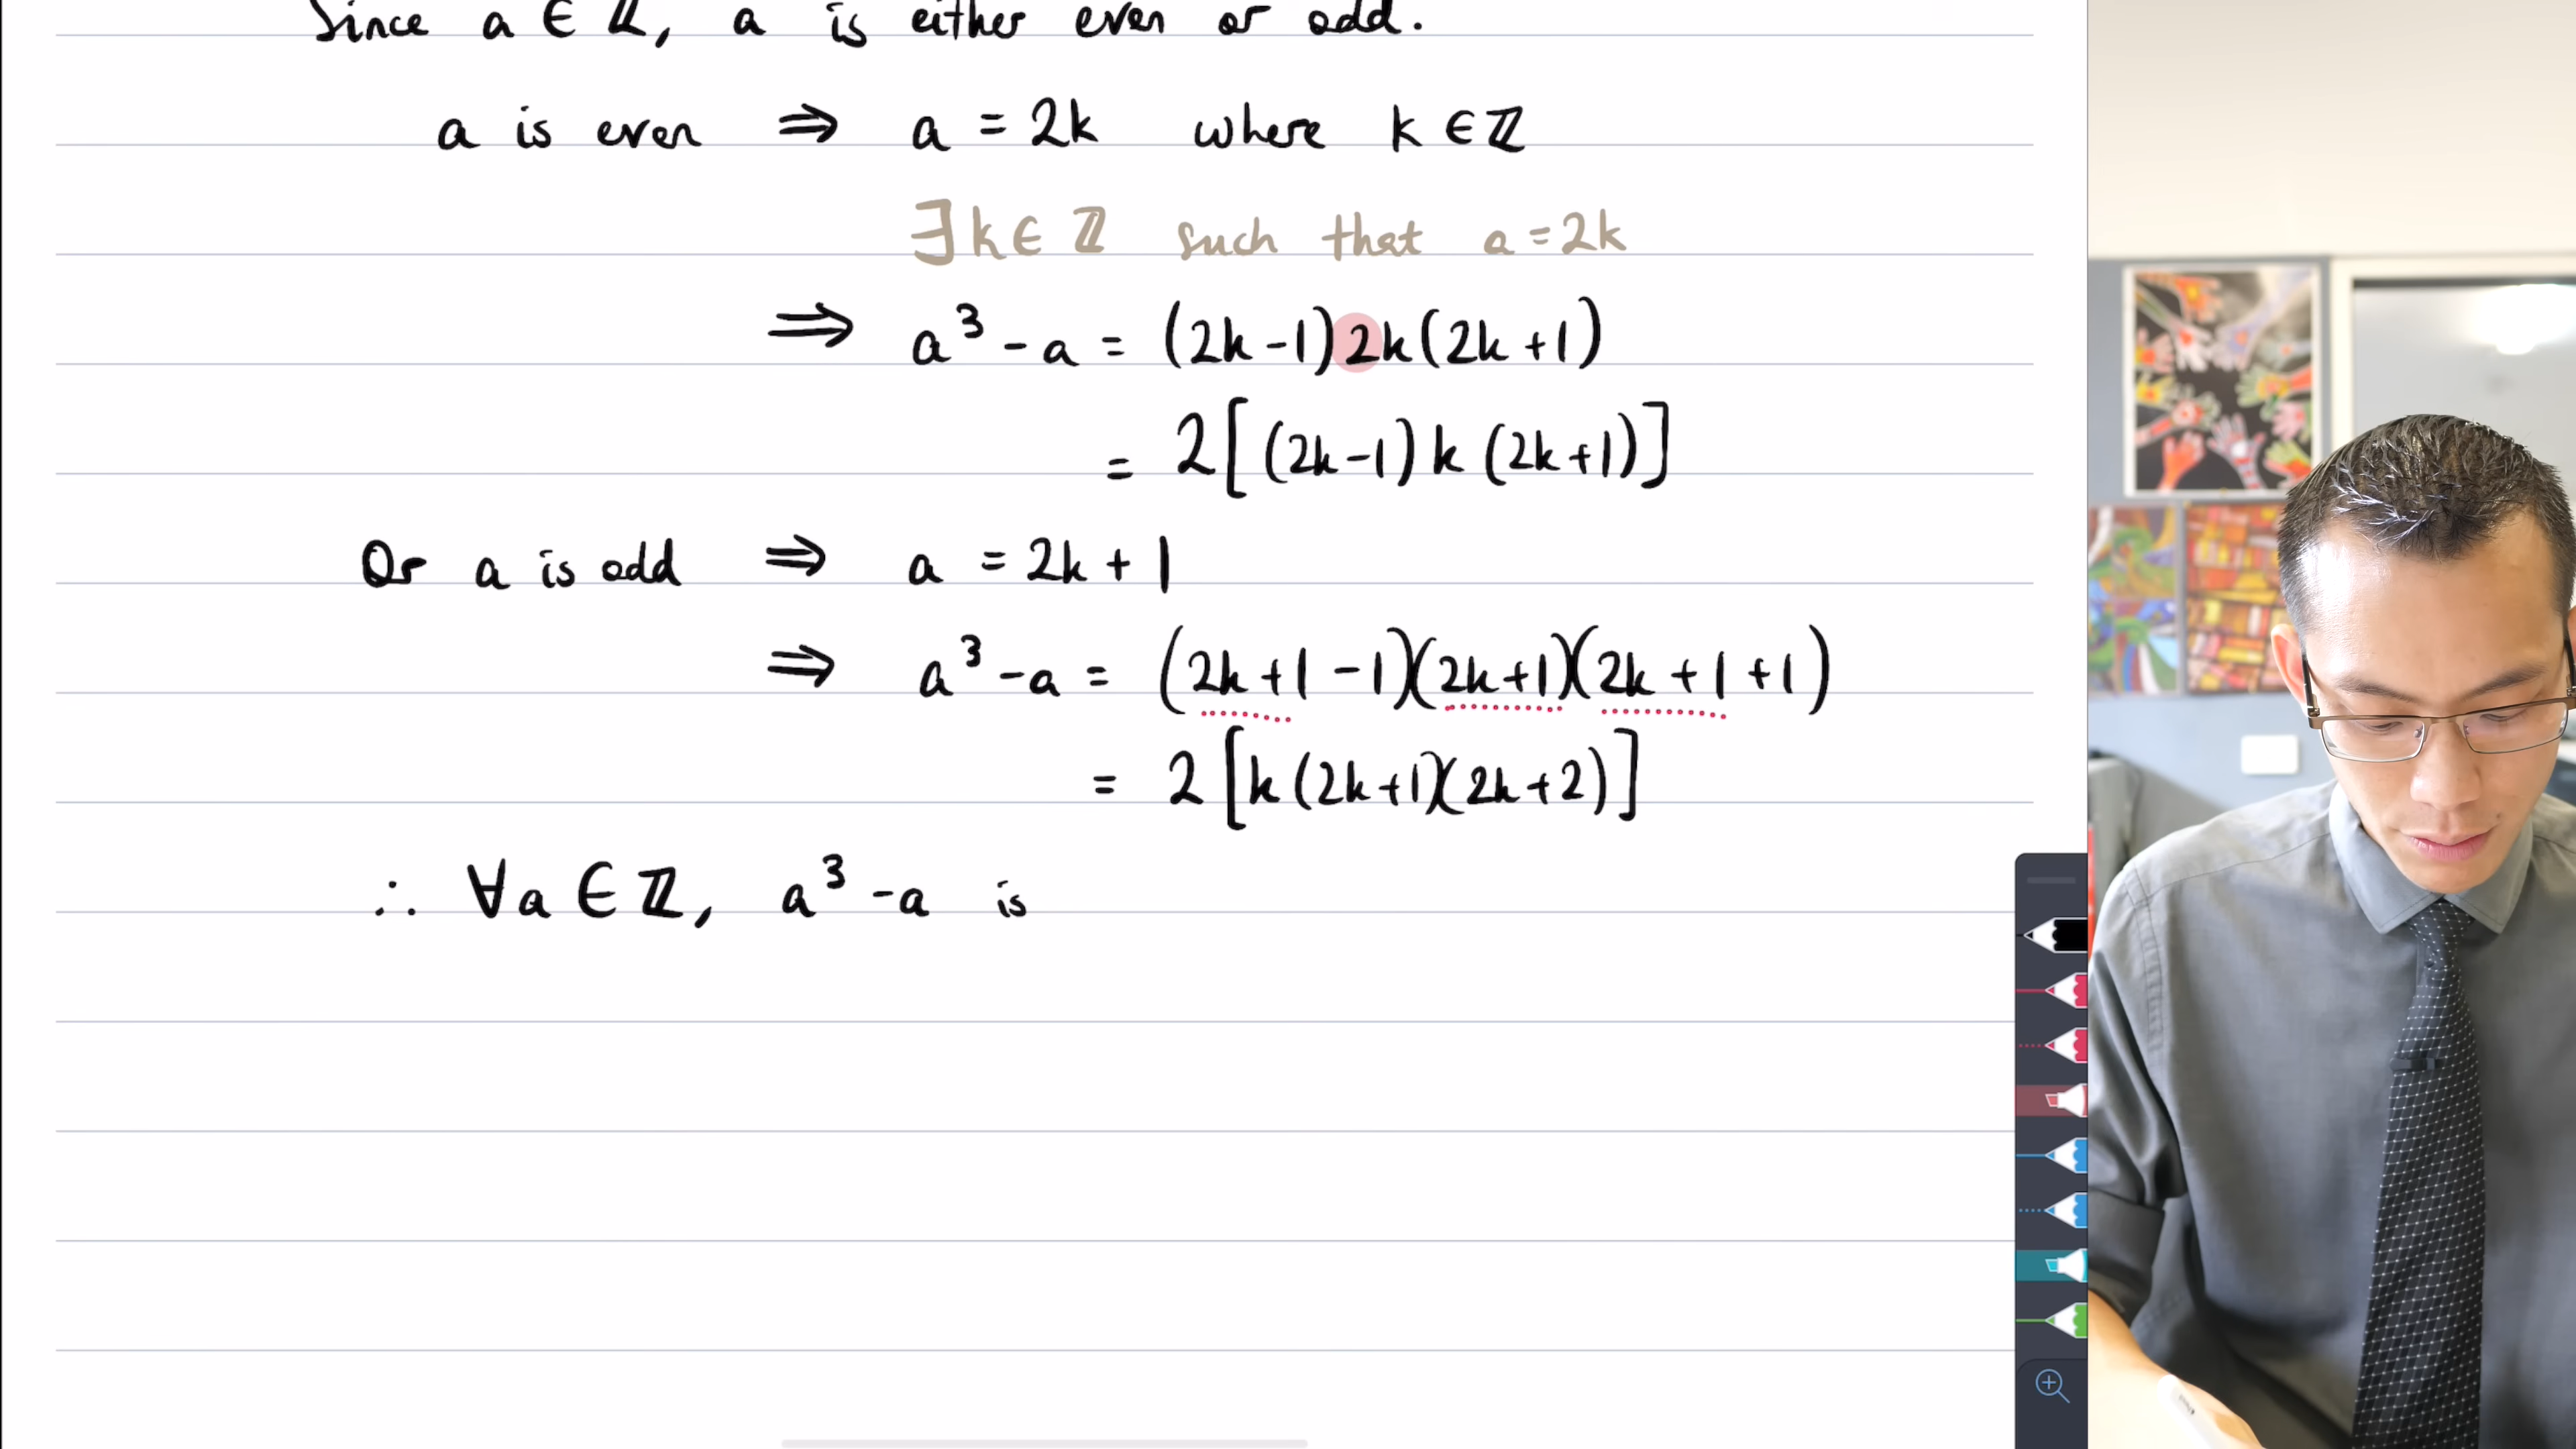 Since a ∈ ℤ, a is either even or odd.
a is even ⇒ a = 2k where k ∈ ℤ
∃ k ∈ ℤ such that a = 2k
⇒ a³ - a = (2k - 1) 2k (2k + 1)
= 2[(2k - 1) k (2k + 1)]
Or a is odd ⇒ a = 2k + 1
⇒ a³ - a = (2k + 1 - 1)(2k + 1)(2k + 1 + 1)
= 2[k (2k + 1)(2k + 2)]
∴ ∀a ∈ ℤ, a³ - a is